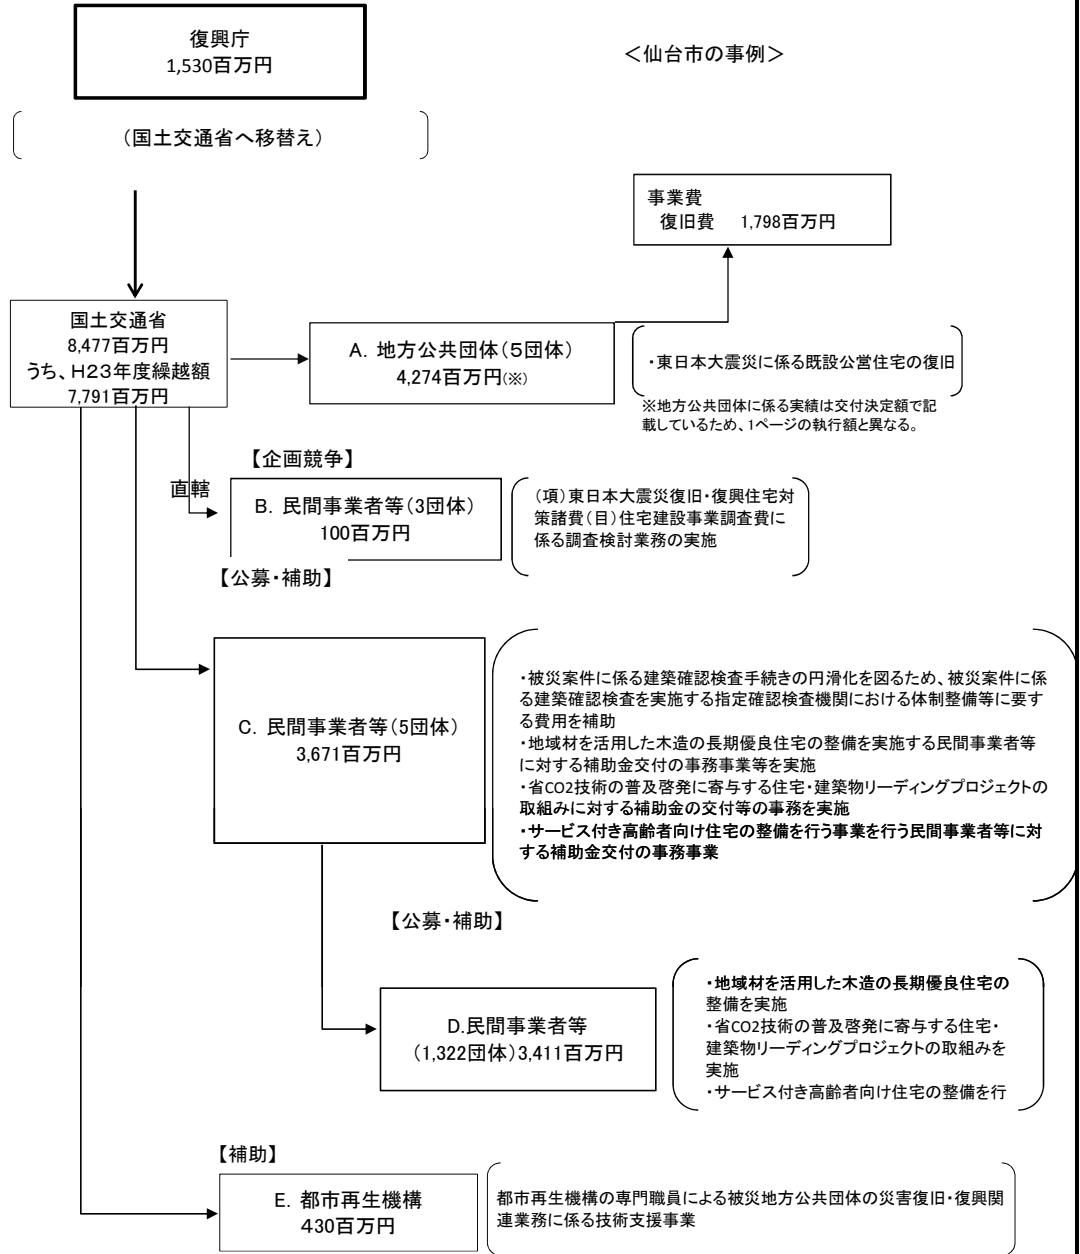 復興庁
1,530百万円
＜仙台市の事例＞
（国土交通省へ移替え）
事業費
復旧費　1,798百万円
国土交通省
8,477百万円
うち、H23年度繰越額
7,791百万円
A．地方公共団体（5団体）
4,274百万円(※)
・東日本大震災に係る既設公営住宅の復旧
※地方公共団体に係る実績は交付決定額で記
載しているため、1ページの執行額と異なる。
【企画競争】
直轄
B．民間事業者等（3団体）
100百万円
（項）東日本大震災復旧・復興住宅対
策諸費（目）住宅建設事業調査費に
係る調査検討業務の実施
【公募・補助】
C．民間事業者等（5団体）
3,671百万円
・被災案件に係る建築確認検査手続きの円滑化を図るため、被災案件に係
る建築確認検査を実施する指定確認検査機関における体制整備等に要す
る費用を補助
・地域材を活用した木造の長期優良住宅の整備を実施する民間事業者等
に対する補助金交付の事務事業等を実施
・省CO2技術の普及啓発に寄与する住宅・建築物リーディングプロジェクトの
取組みに対する補助金の交付等の事務を実施
・サービス付き高齢者向け住宅の整備を行う事業を行う民間事業者等に対
する補助金交付の事務事業
【公募・補助】
D.民間事業者等
（1,322団体）3,411百万円
・地域材を活用した木造の長期優良住宅の
整備を実施
・省CO2技術の普及啓発に寄与する住宅・
建築物リーディングプロジェクトの取組みを
実施
・サービス付き高齢者向け住宅の整備を行
【補助】
E．都市再生機構
430百万円
都市再生機構の専門職員による被災地方公共団体の災害復旧・復興関
連業務に係る技術支援事業